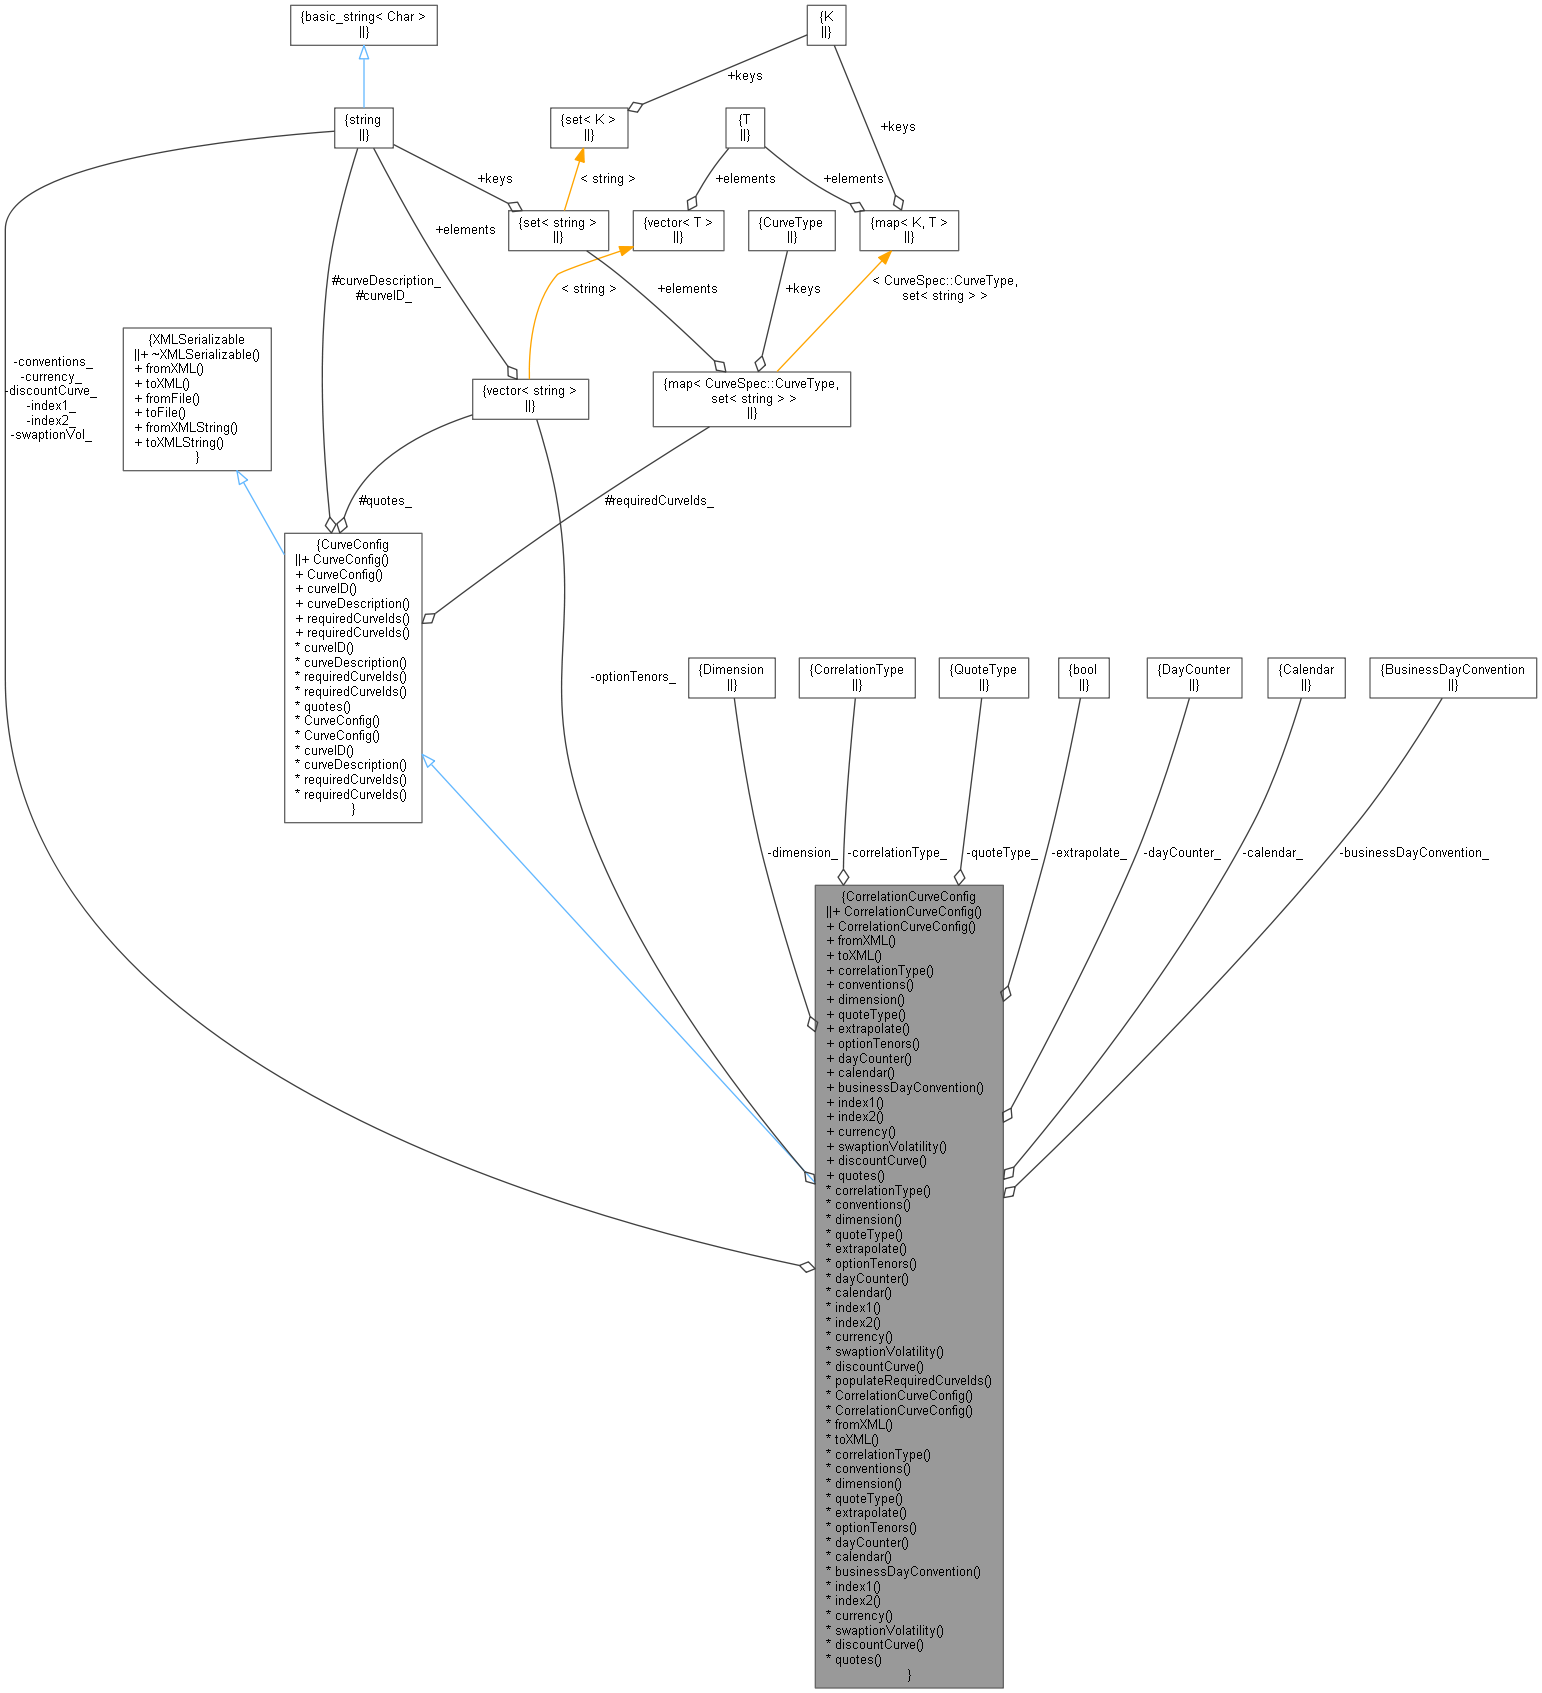 {basic_string< Char >
||}
{K
||}
+keys
{string
||}
{set< K >
||}
{T
||}
+keys
+keys
< string >
+elements
+elements
{set< string >
||}
{vector< T >
||}
{CurveType
||}
{map< K, T >
||}
+elements
#curveDescription_
#curveID_
< string >
+elements
+keys
< CurveSpec::CurveType,
set< string > >
-conventions_
-currency_
-discountCurve_
-index1_
-index2_
-swaptionVol_
{XMLSerializable
||+ ~XMLSerializable()
+ fromXML()
+ toXML()
+ fromFile()
+ toFile()
+ fromXMLString()
+ toXMLString()
}
{vector< string >
||}
{map< CurveSpec::CurveType,
set< string > >
||}
#quotes_
#requiredCurveIds_
{CurveConfig
||+ CurveConfig()
+ CurveConfig()
+ curveID()
+ curveDescription()
+ requiredCurveIds()
+ requiredCurveIds()
* curveID()
* curveDescription()
* requiredCurveIds()
* requiredCurveIds()
* quotes()
* CurveConfig()
* CurveConfig()
* curveID()
* curveDescription()
* requiredCurveIds()
* requiredCurveIds()
}
-optionTenors_
{Dimension
||}
{CorrelationType
||}
{QuoteType
||}
{bool
||}
{DayCounter
||}
{Calendar
||}
{BusinessDayConvention
||}
-dimension_
-correlationType_
-quoteType_
-extrapolate_
-dayCounter_
-calendar_
-businessDayConvention_
{CorrelationCurveConfig
||+ CorrelationCurveConfig()
+ CorrelationCurveConfig()
+ fromXML()
+ toXML()
+ correlationType()
+ conventions()
+ dimension()
+ quoteType()
+ extrapolate()
+ optionTenors()
+ dayCounter()
+ calendar()
+ businessDayConvention()
+ index1()
+ index2()
+ currency()
+ swaptionVolatility()
+ discountCurve()
+ quotes()
* correlationType()
* conventions()
* dimension()
* quoteType()
* extrapolate()
* optionTenors()
* dayCounter()
* calendar()
* index1()
* index2()
* currency()
* swaptionVolatility()
* discountCurve()
* populateRequiredCurveIds()
* CorrelationCurveConfig()
* CorrelationCurveConfig()
* fromXML()
* toXML()
* correlationType()
* conventions()
* dimension()
* quoteType()
* extrapolate()
* optionTenors()
* dayCounter()
* calendar()
* businessDayConvention()
* index1()
* index2()
* currency()
* swaptionVolatility()
* discountCurve()
* quotes()
}